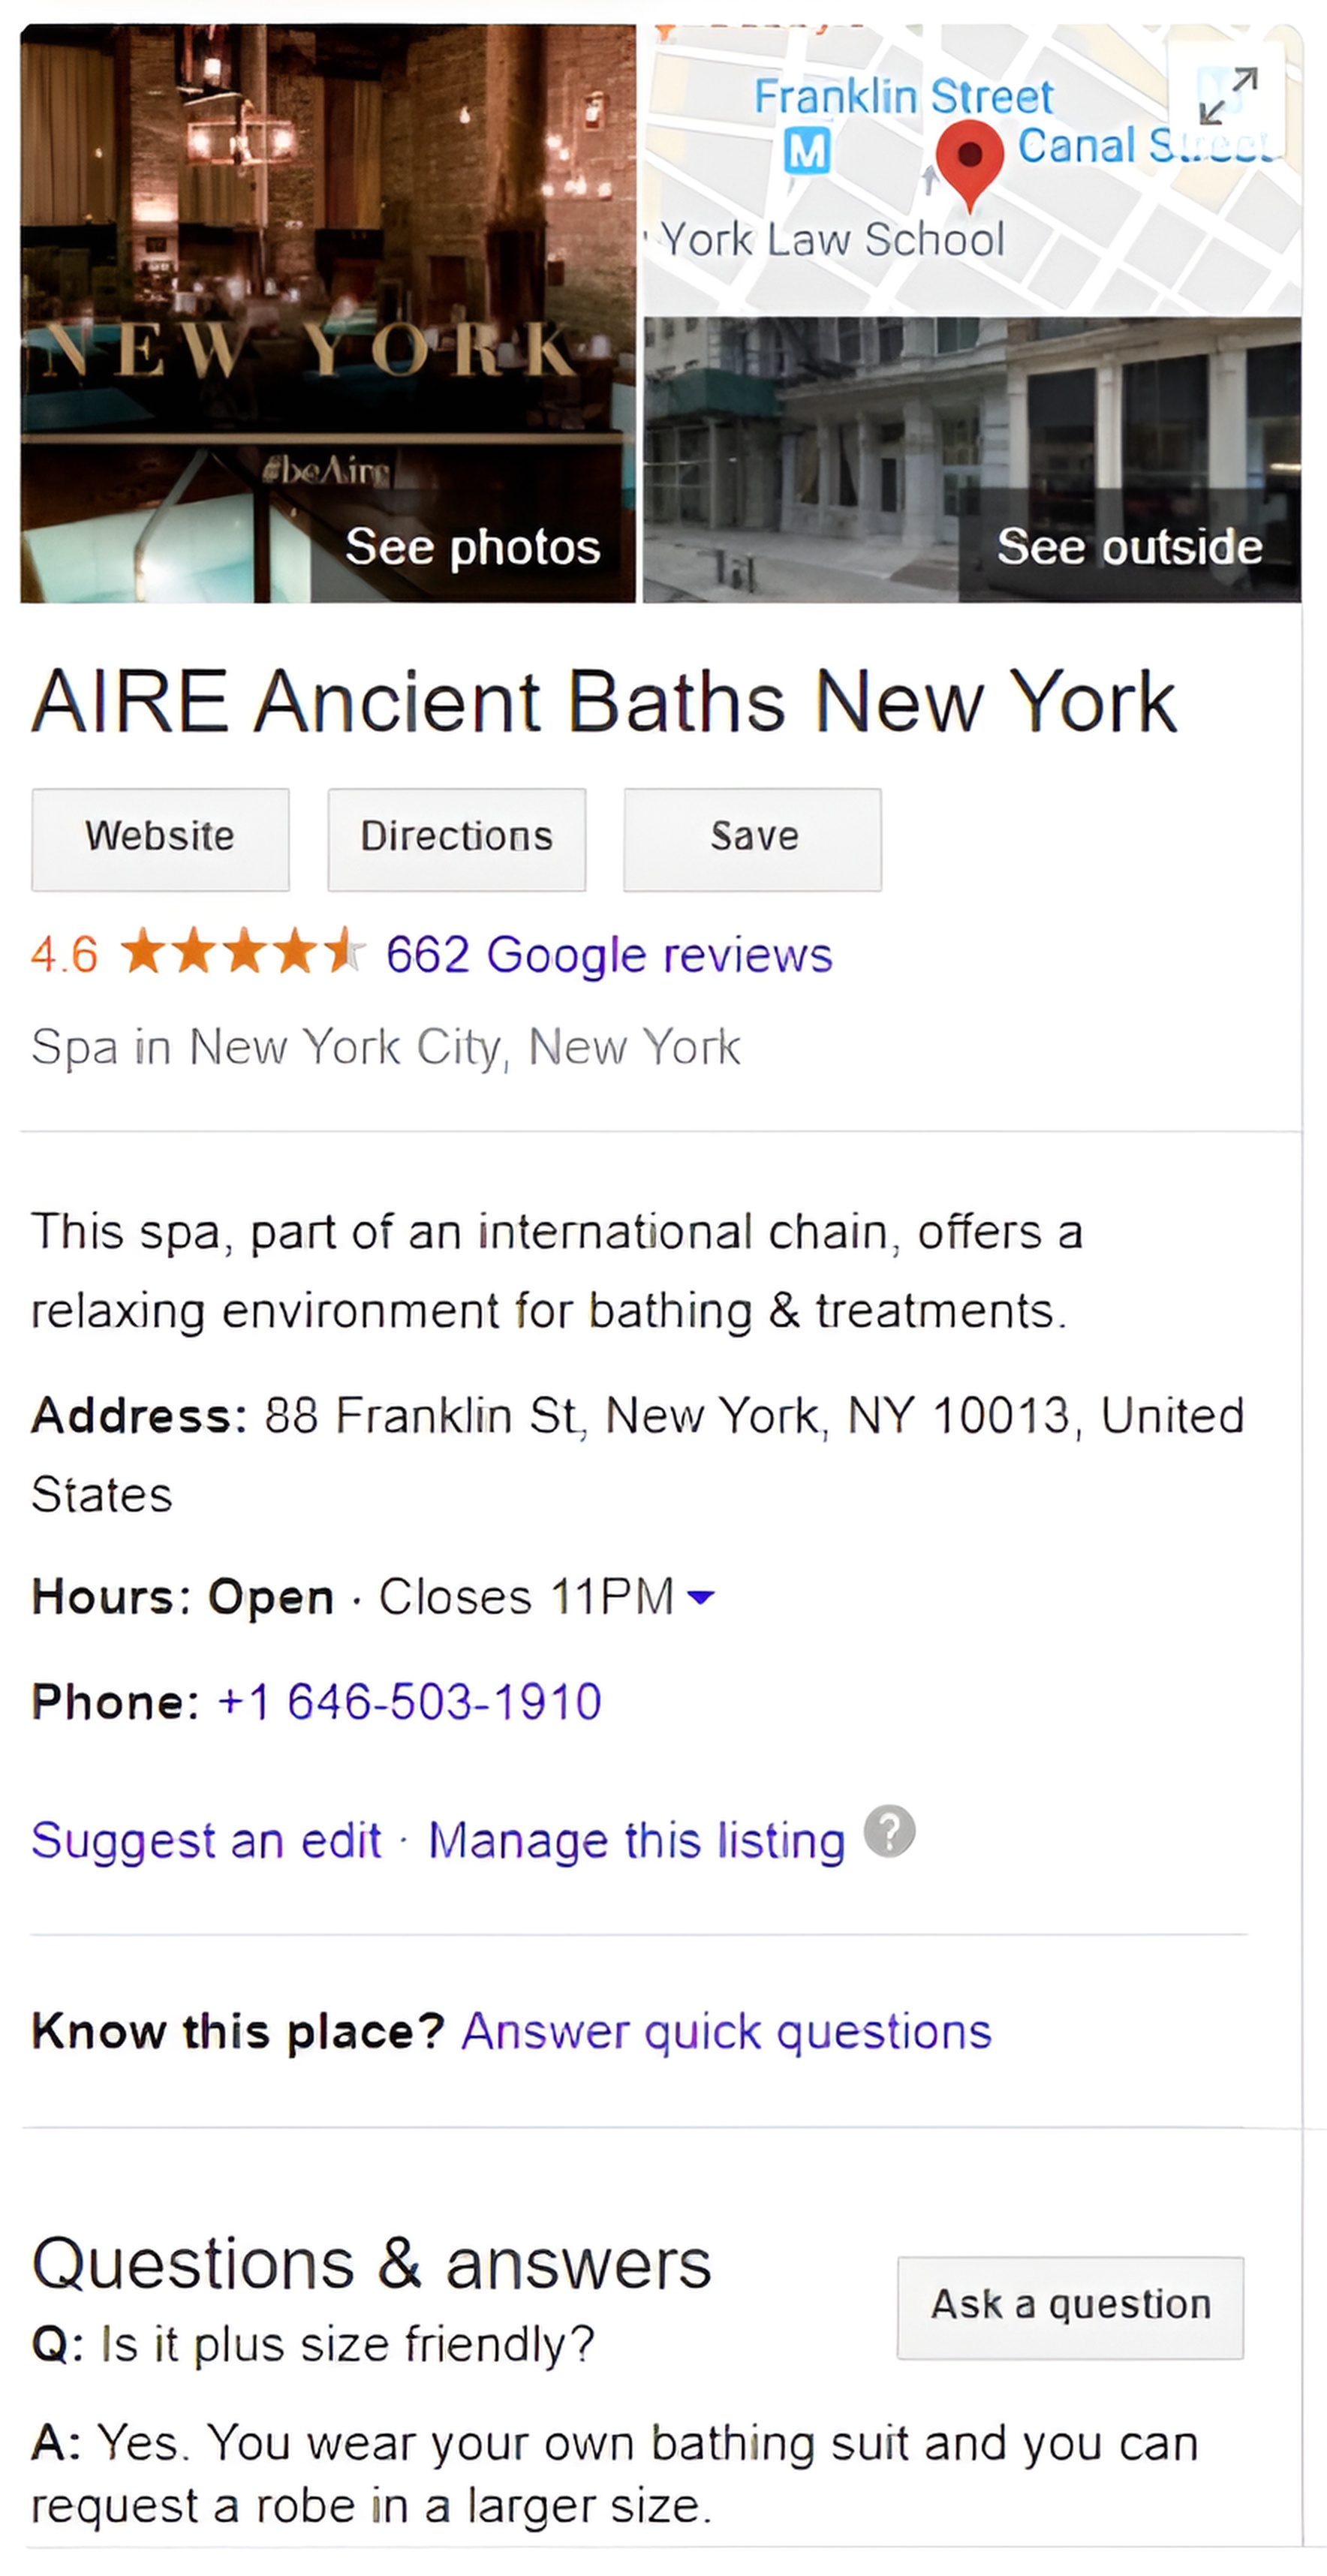 Franklin Street
M
Canal Street
York Law School
NEW YORK
#beAire
See photos
See outside
AIRE Ancient Baths New York
Website Directions Save
4.6 662 Google reviews
Spa in New York City, New York
This spa, part of an international chain, offers a
relaxing environment for bathing & treatments.
Address: 88 Franklin St, New York, NY 10013, United
States
Hours: Open · Closes 11PM
Phone: +1 646-503-1910
Suggest an edit · Manage this listing ?
Know this place? Answer quick questions
Questions & answers
Ask a question
Q: Is it plus size friendly?
A: Yes. You wear your own bathing suit and you can
request a robe in a larger size.